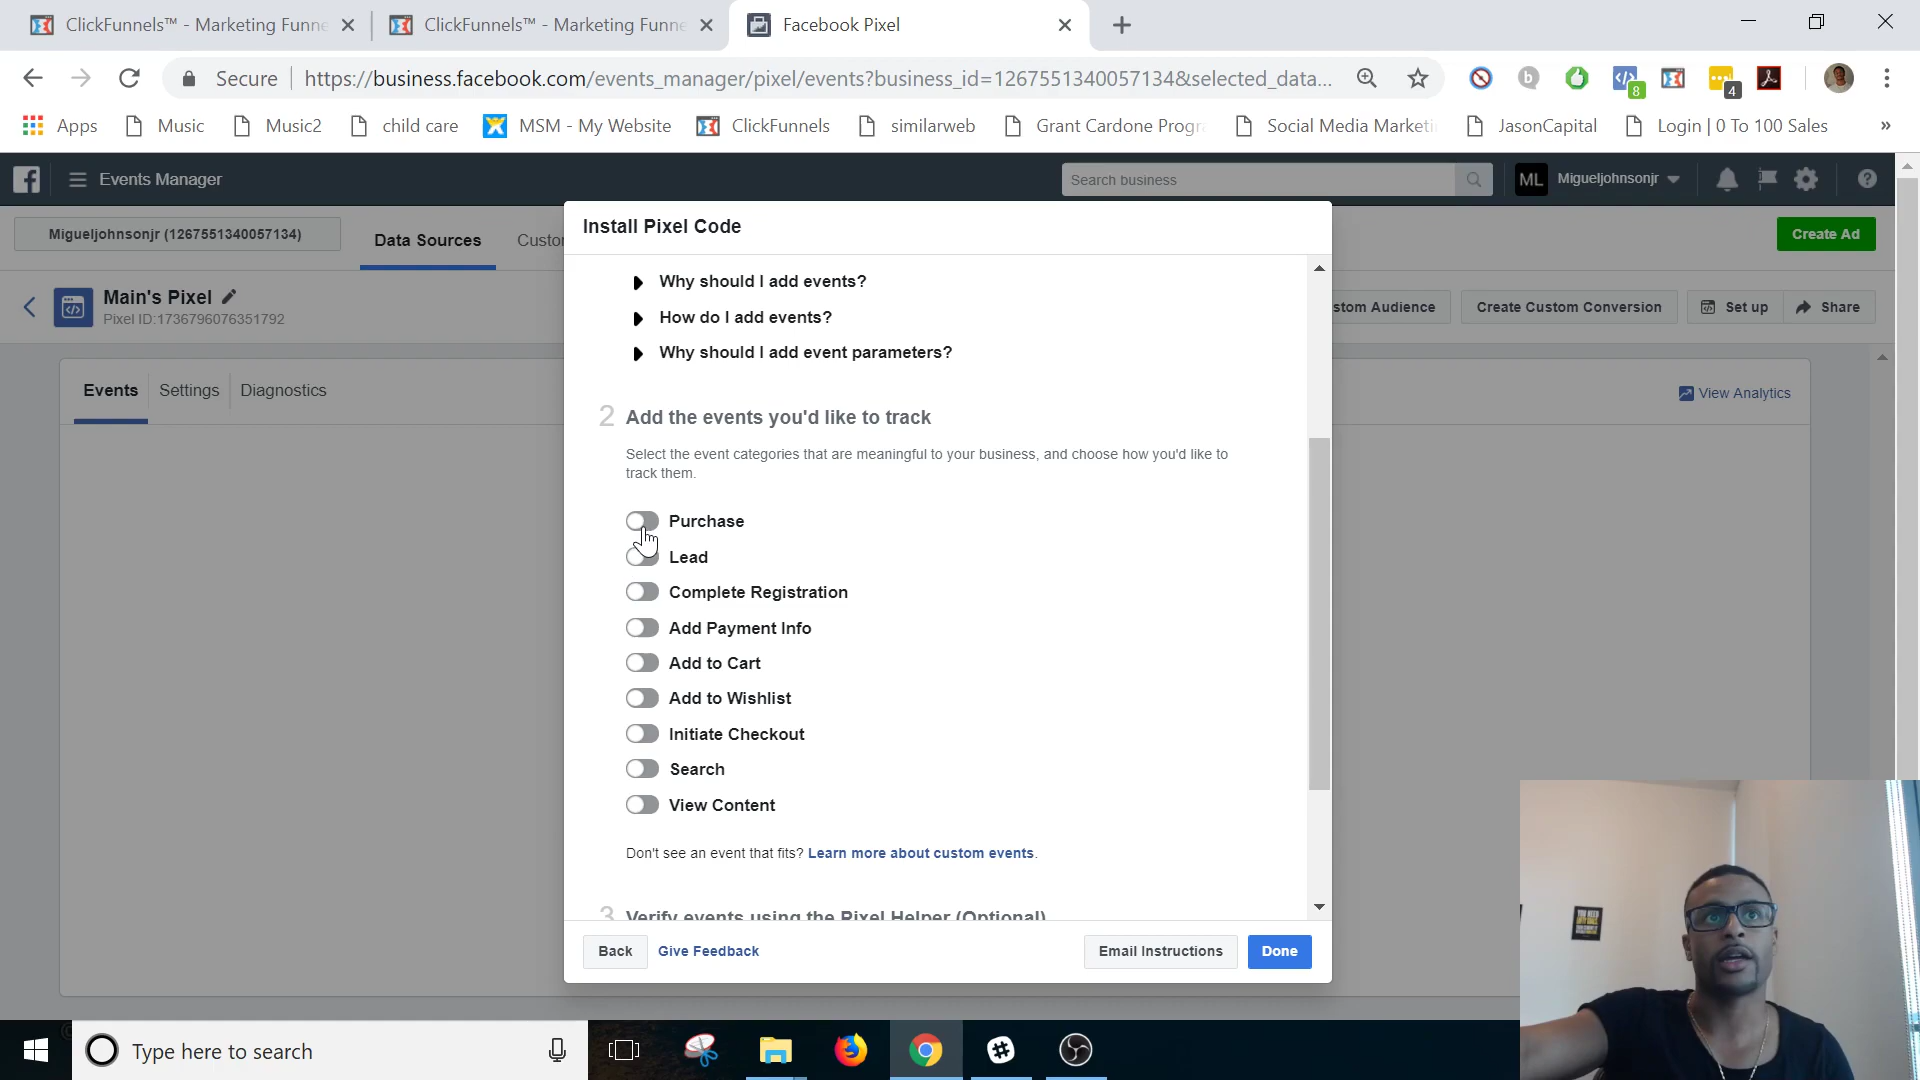 ClickFunnels™ - Marketing Funne
ClickFunnels™ - Marketing Funne
Facebook Pixel
Secure
https://business.facebook.com/events_manager/pixel/events?business_id=1267551340057134&selected_data...
8
4
Apps
Music
Music2
child care
MSM - My Website
ClickFunnels
similarweb
Grant Cardone Progra
Social Media Marketi
JasonCapital
Login | 0 To 100 Sales
»
Events Manager
Search business
ML
Migueljohnsonjr
Migueljohnsonjr (1267551340057134)
Data Sources
Custo
Create Ad
Main's Pixel
Pixel ID:1736796076351792
stom Audience
Create Custom Conversion
Set up
Share
Events
Settings
Diagnostics
View Analytics
Install Pixel Code
Why should I add events?
How do I add events?
Why should I add event parameters?
2 Add the events you'd like to track
Select the event categories that are meaningful to your business, and choose how you'd like to
track them.
Purchase
Lead
Complete Registration
Add Payment Info
Add to Cart
Add to Wishlist
Initiate Checkout
Search
View Content
Don't see an event that fits? Learn more about custom events.
3 Verify events using the Pixel Helper (Optional)
Back
Give Feedback
Email Instructions
Done
Type here to search